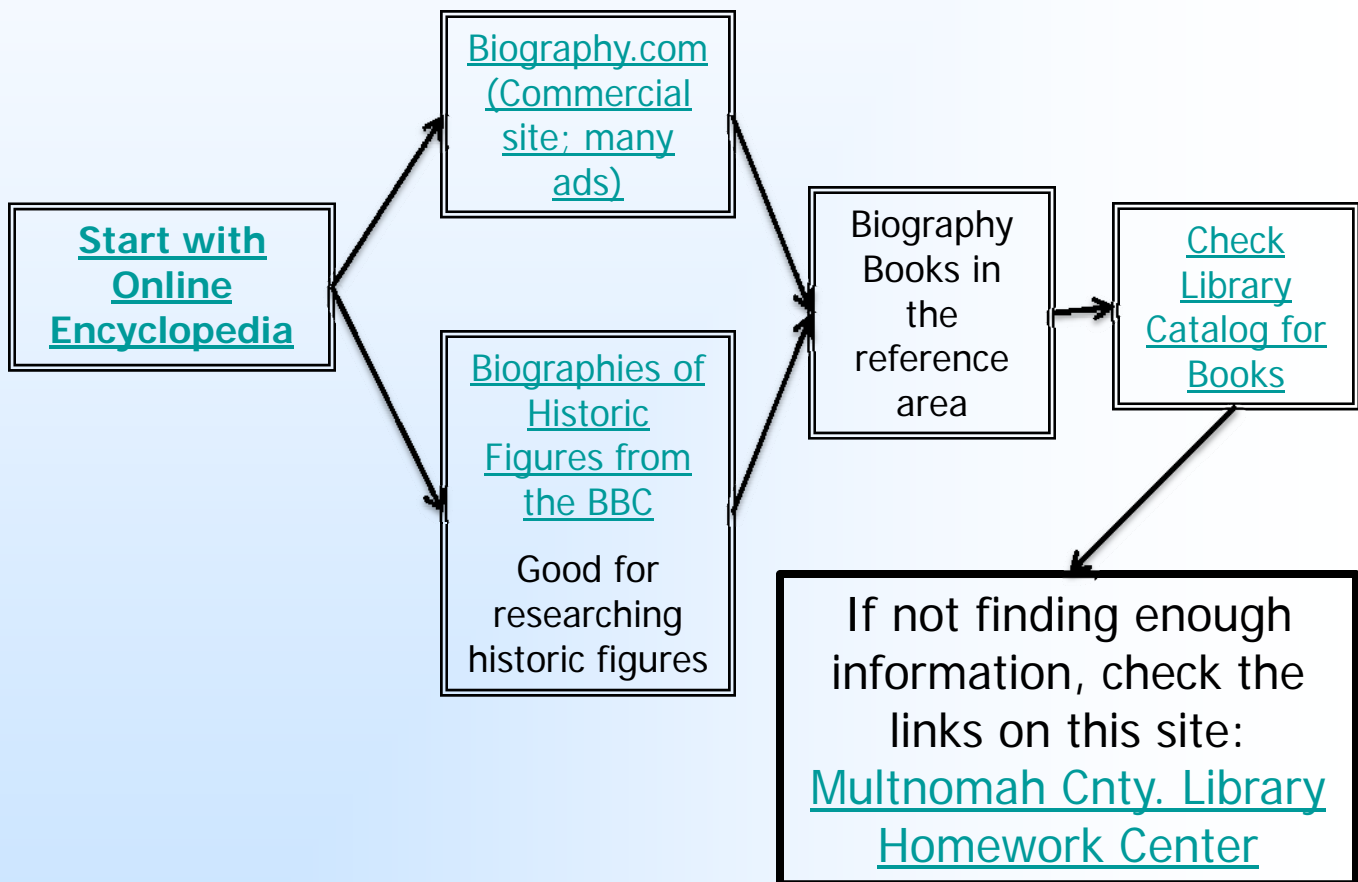 Start with
Online
Encyclopedia
Biography.com
(Commercial
site; many
ads)
Biographies of
Historic
Figures from
the BBC
Good for
researching
historic figures
Biography
Books in
the
reference
area
Check
Library
Catalog for
Books
If not finding enough
information, check the
links on this site:
Multnomah Cnty. Library
Homework Center